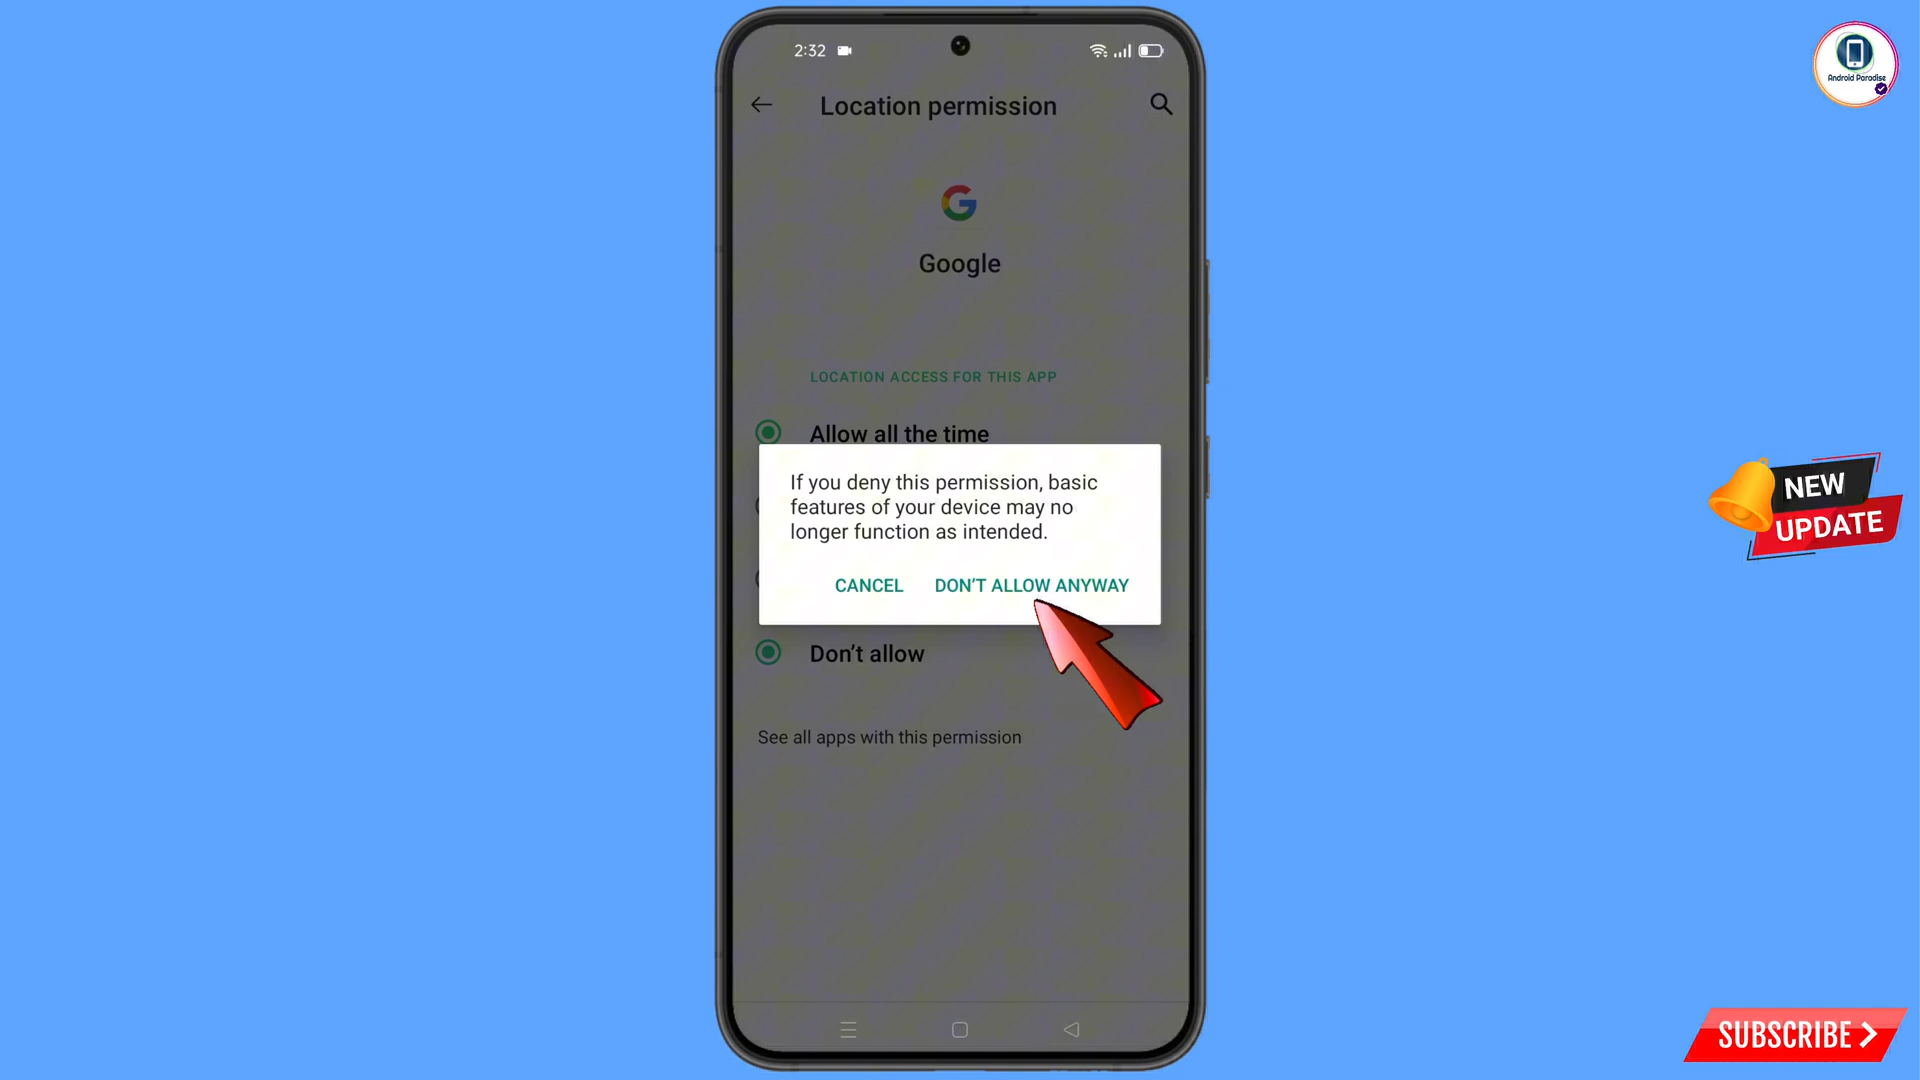 2:32
Android Paradise
Location permission
Google
LOCATION ACCESS FOR THIS APP
Allow all the time
If you deny this permission, basic
features of your device may no
longer function as intended.
CANCEL DON'T ALLOW ANYWAY
Don't allow
See all apps with this permission
NEW
UPDATE
SUBSCRIBE